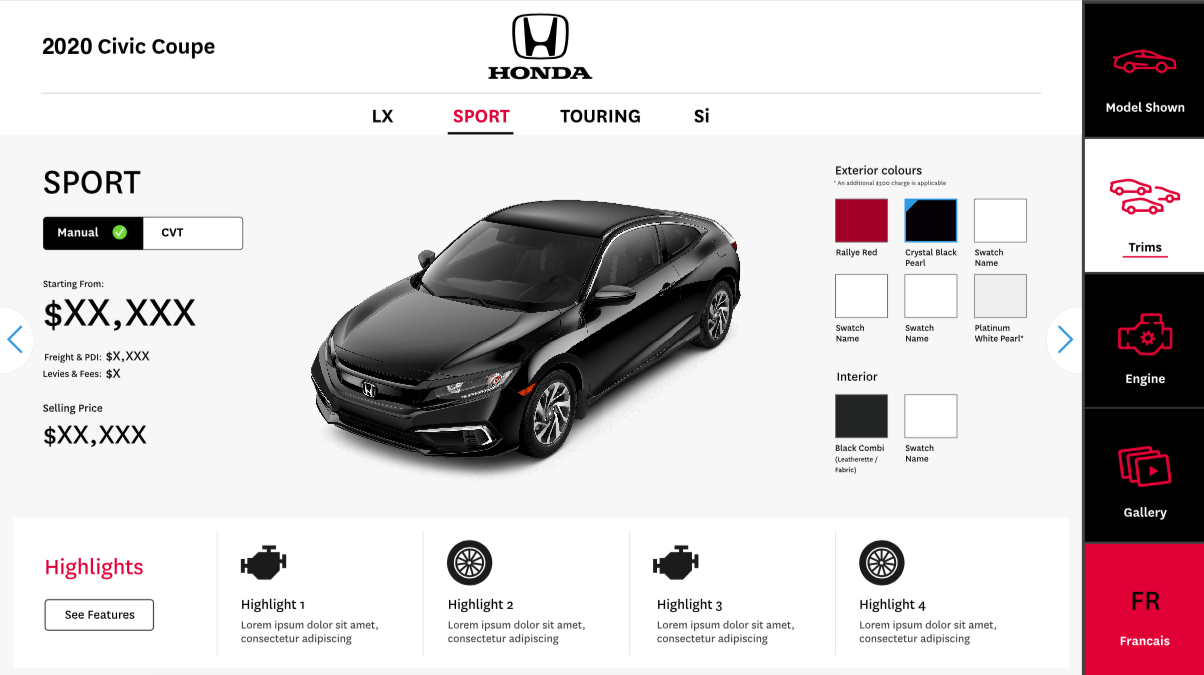 2020 Civic Coupe
HONDA
LX
SPORT
TOURING
Si
SPORT
Manual
CVT
Starting From:
$XX,XXX
Freight & PDI: $X,XXX
Levies & Fees: $X
Selling Price
$XX,XXX
Exterior colours
* An additional $300 charge is applicable
Rallye Red
Crystal Black
Pearl
Swatch
Name
Swatch
Name
Swatch
Name
Platinum
White Pearl*
Interior
Black Combi
(Leatherette /
Fabric)
Swatch
Name
Highlights
See Features
Highlight 1
Lorem ipsum dolor sit amet,
consectetur adipiscing
Highlight 2
Lorem ipsum dolor sit amet,
consectetur adipiscing
Highlight 3
Lorem ipsum dolor sit amet,
consectetur adipiscing
Highlight 4
Lorem ipsum dolor sit amet,
consectetur adipiscing
Model Shown
Trims
Engine
Gallery
FR
Francais